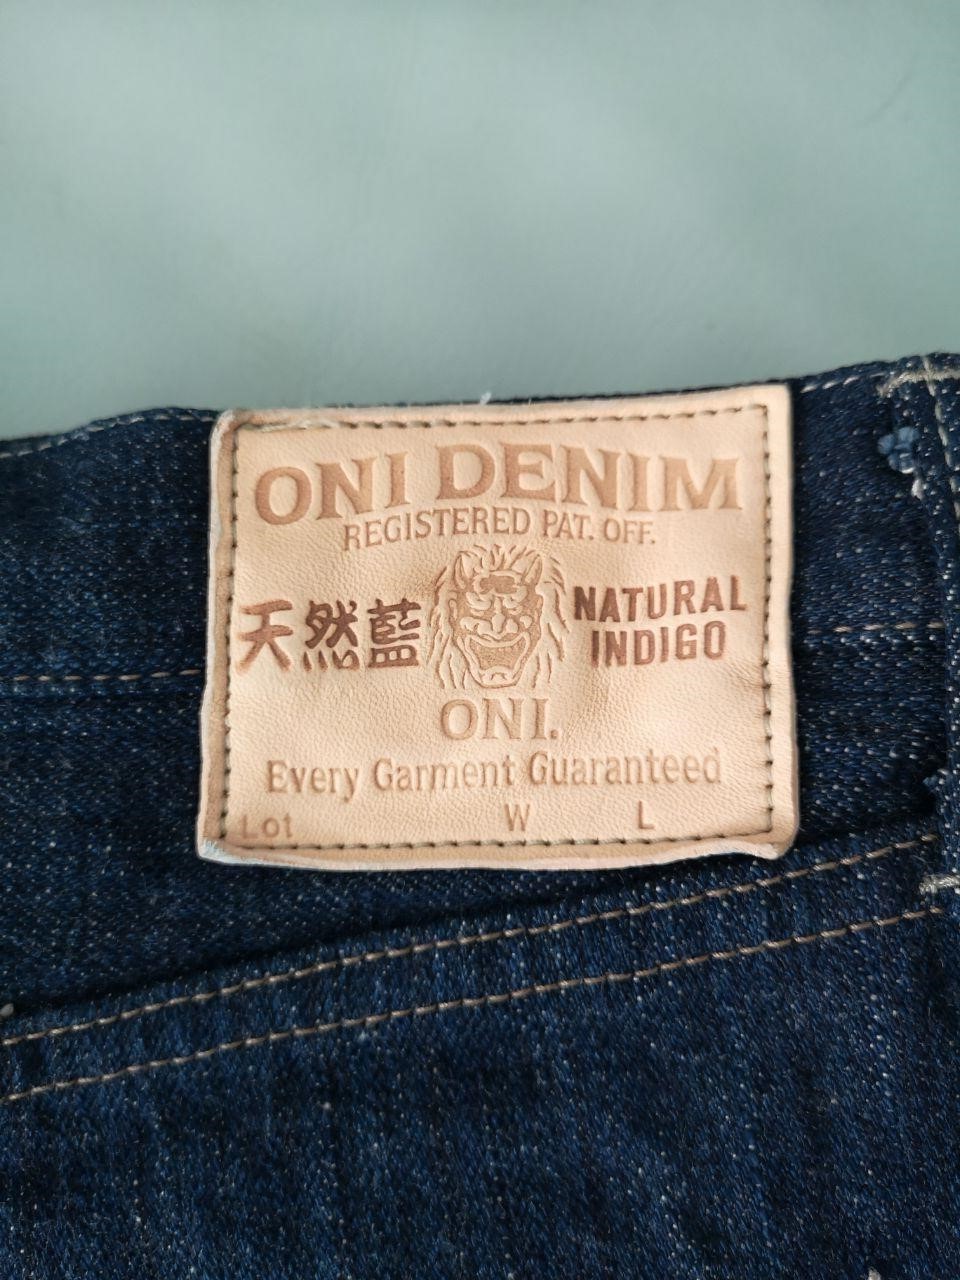 ONI DENIM
REGISTERED PAT. OFF.
天然藍 NATURAL
INDIGO
ONI.
Every Garment Guaranteed
Lot W L